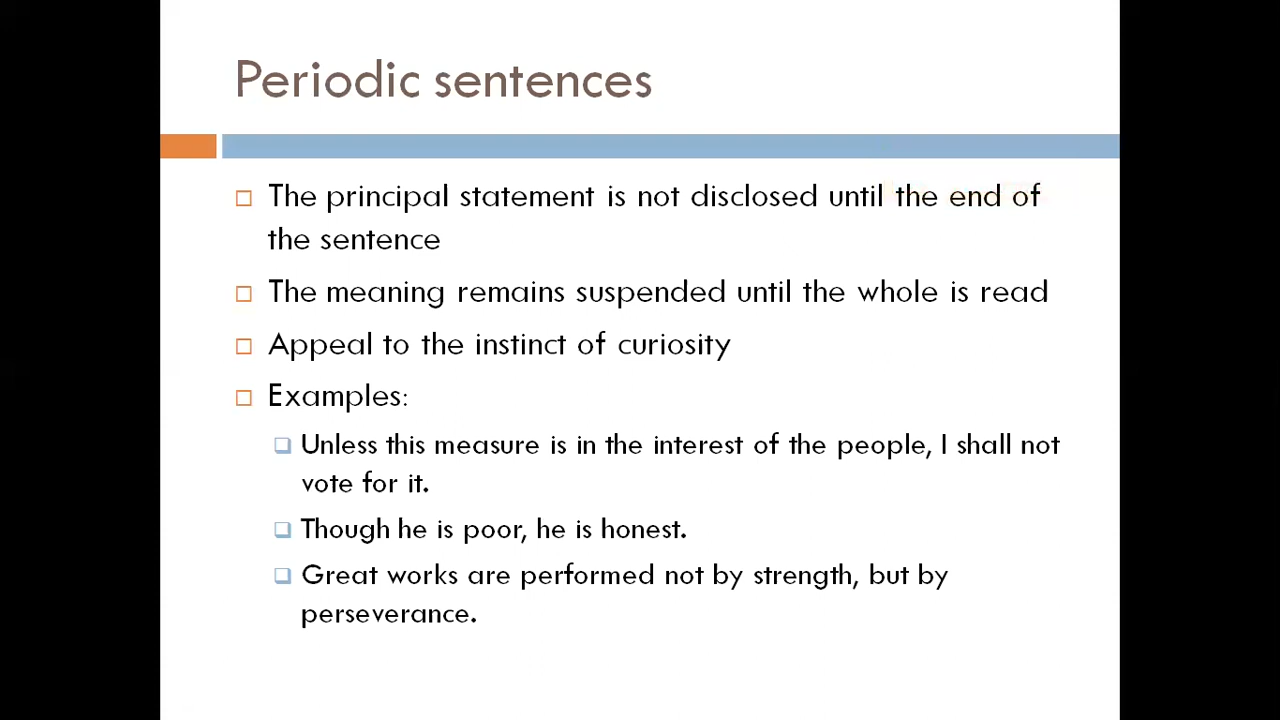 Periodic sentences
The principal statement is not disclosed until the end of
the sentence
The meaning remains suspended until the whole is read
Appeal to the instinct of curiosity
Examples:
Unless this measure is in the interest of the people, I shall not
vote for it.
Though he is poor, he is honest.
Great works are performed not by strength, but by
perseverance.